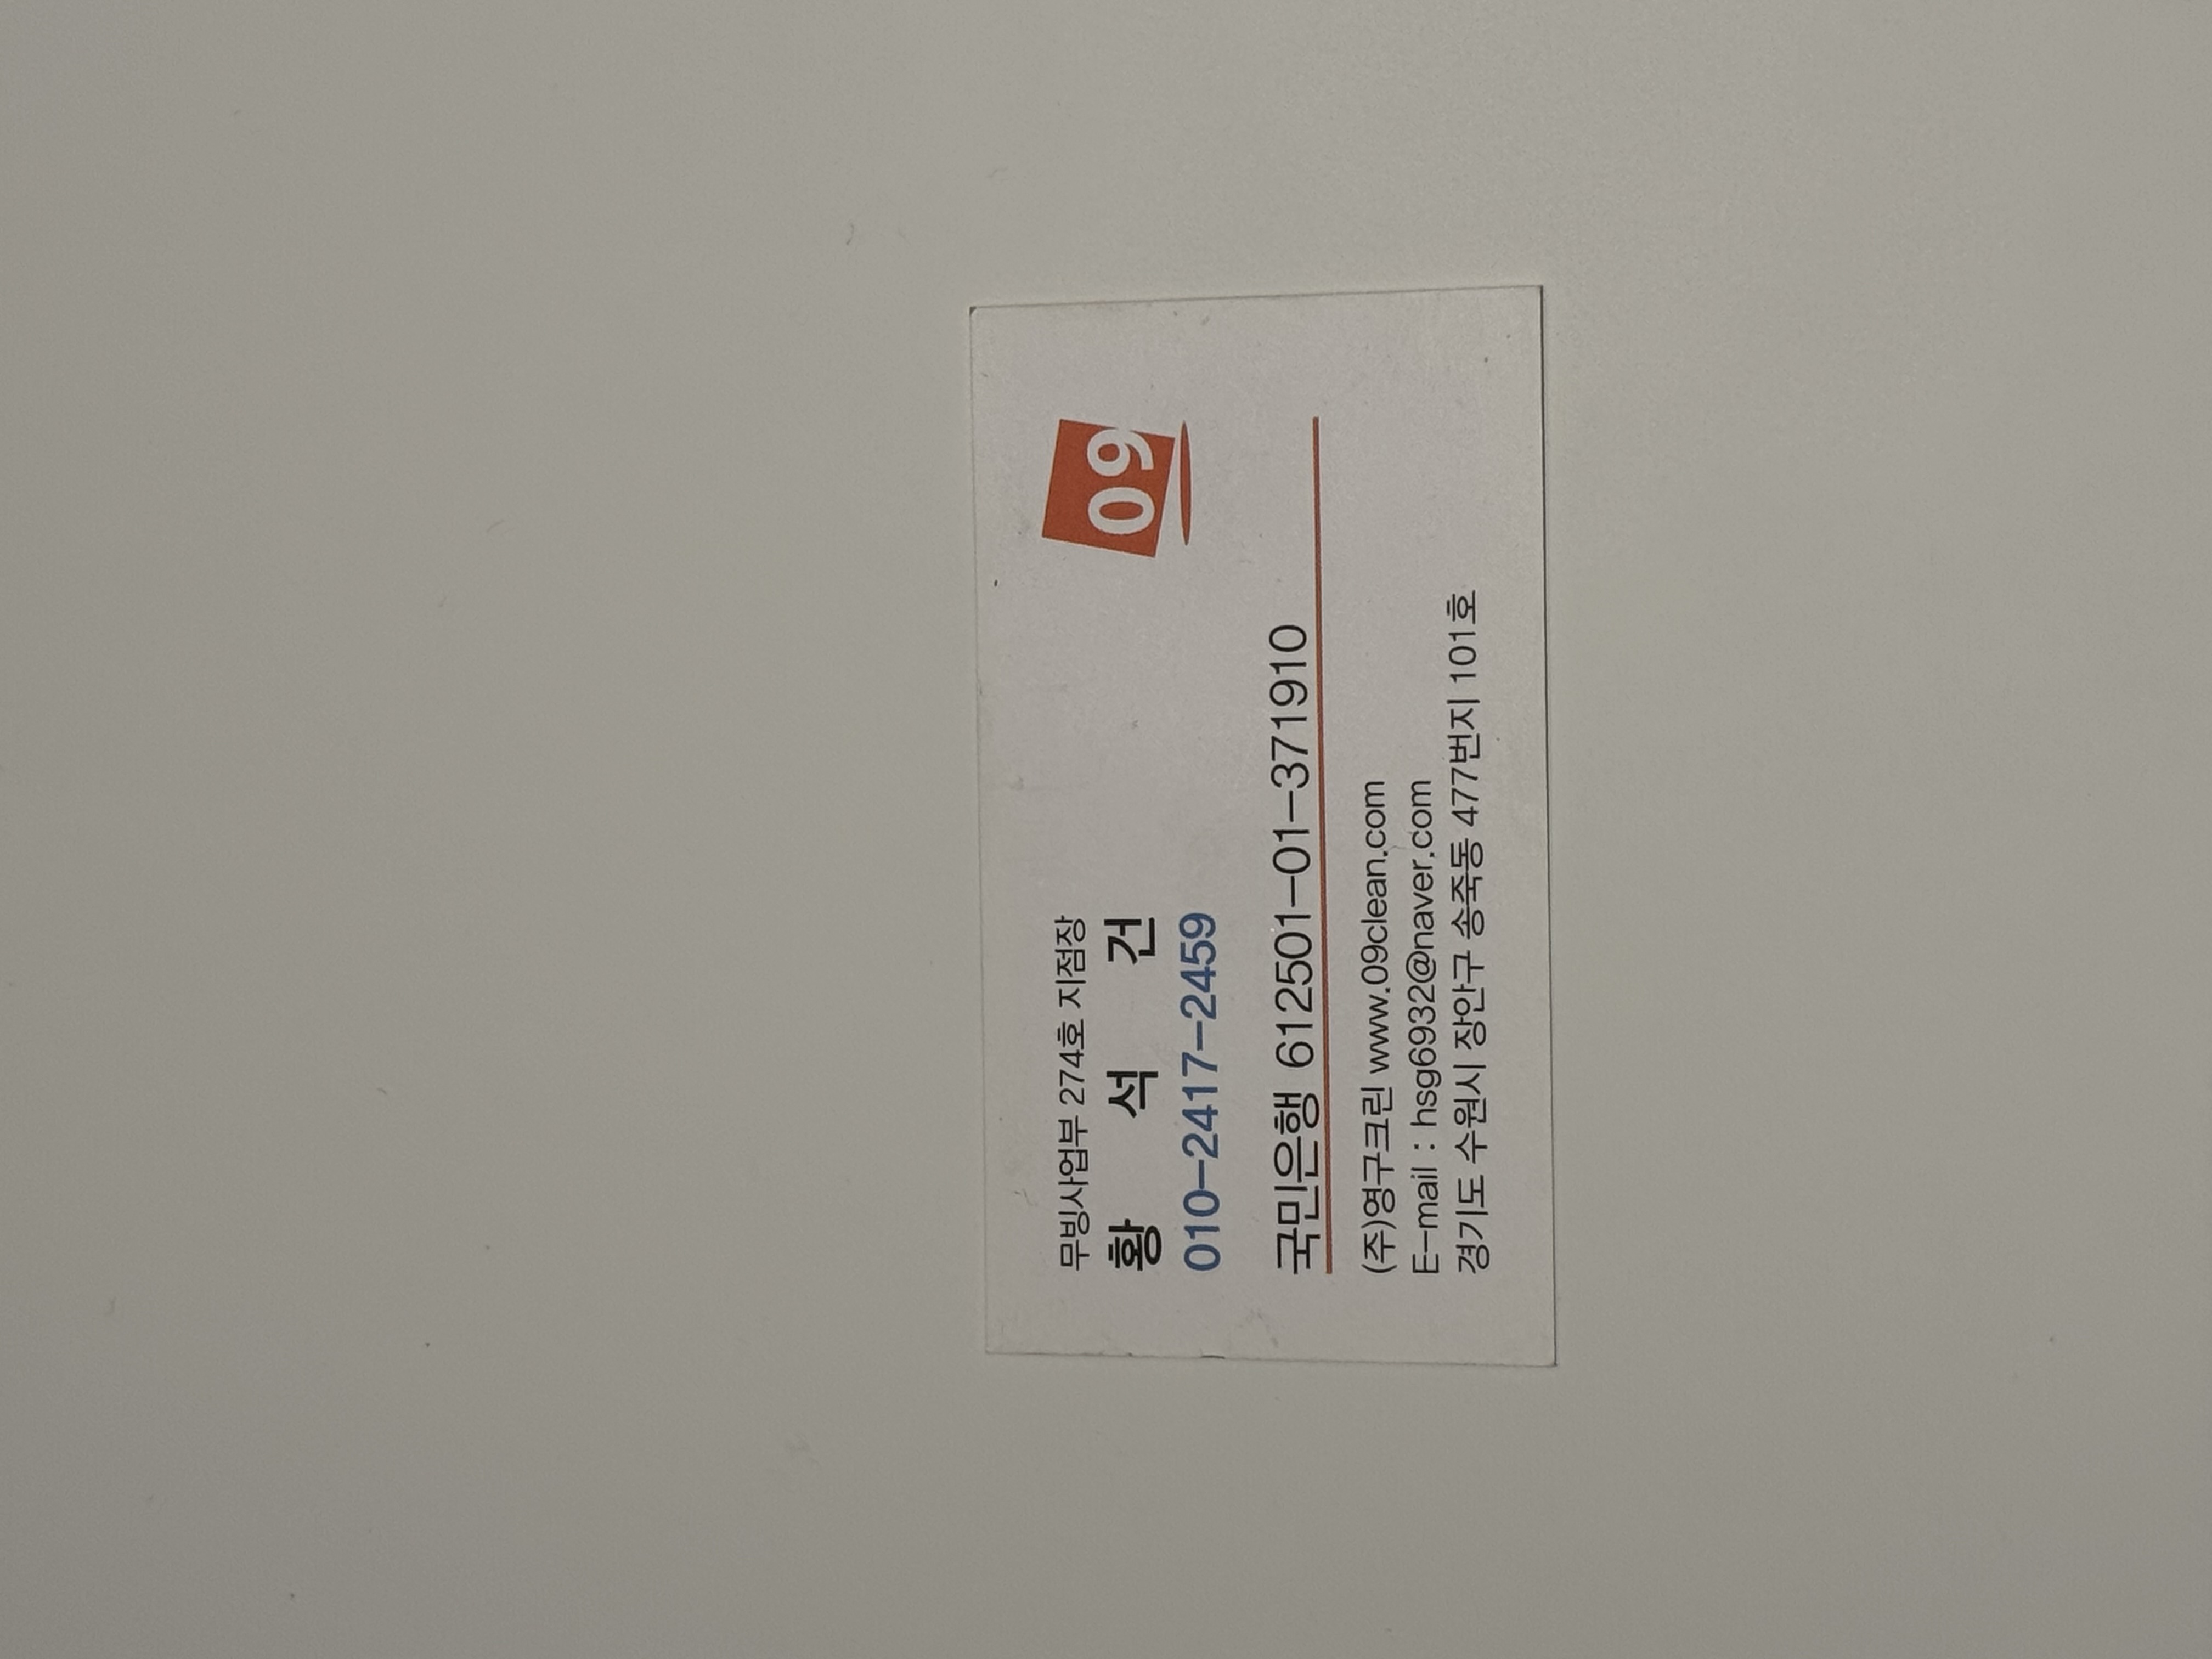 09
무빙사업부 274호 지점장
황 석 건
010-2417-2459
국민은행 612501-01-371910
(주)영구크린 www.09clean.com
E-mail : hsg6932@naver.com
경기도 수원시 장안구 송죽동 477번지 101호